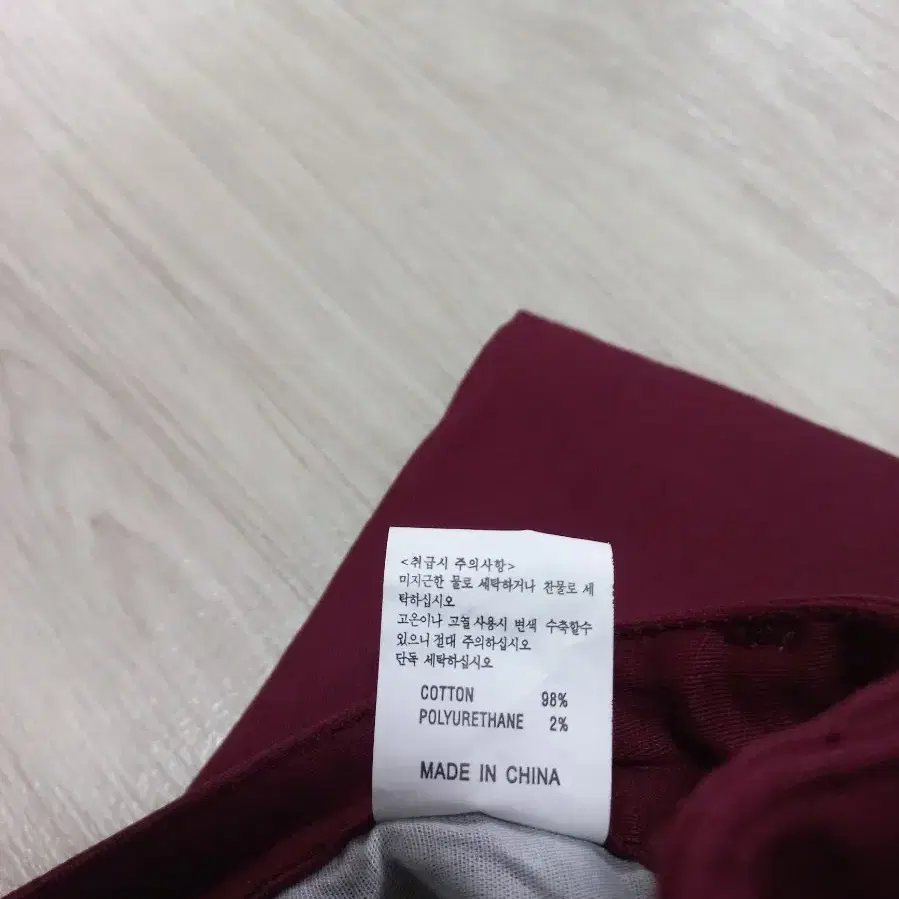 <취급시 주의사항>
미지근한 물로 세탁하거나 찬물로 세
탁하십시오
고온이나 고열 사용시 변색 수축할수
있으니 절대 주의하십시오
단독 세탁하십시오
COTTON 98%
POLYURETHANE 2%
MADE IN CHINA